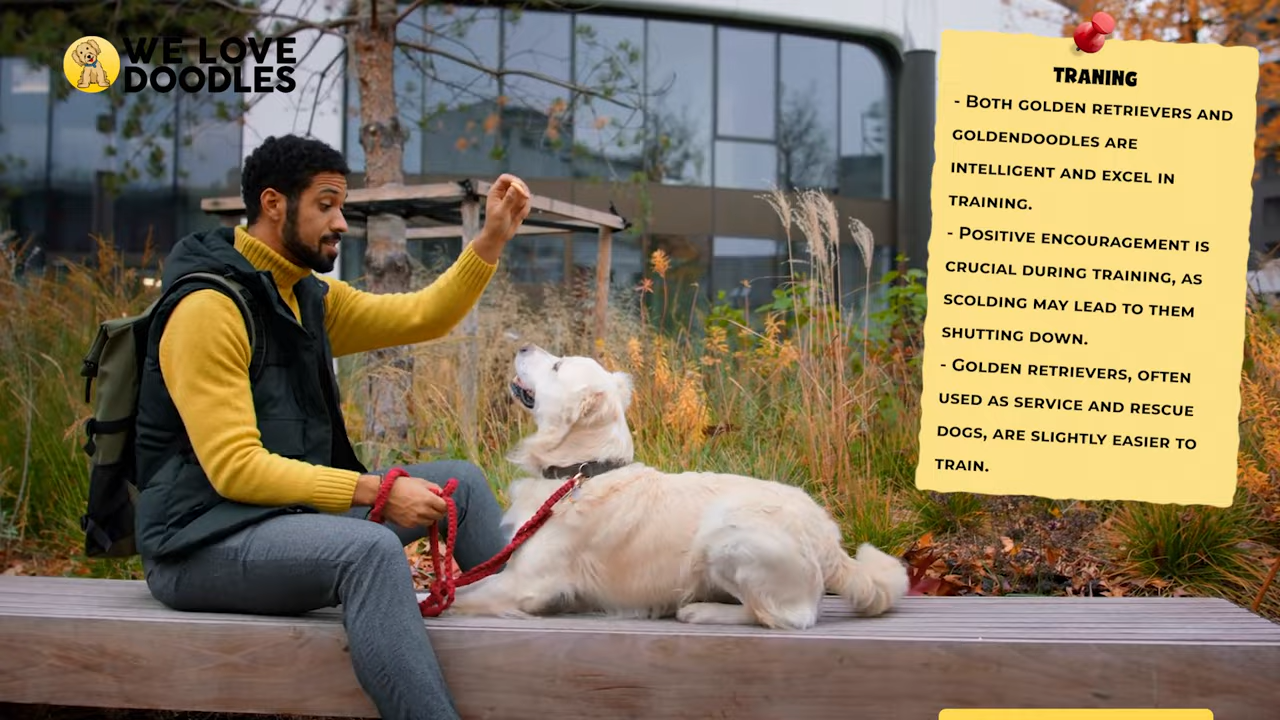 WE LOVE
DOODLES
TRANING
- BOTH GOLDEN RETRIEVERS AND
GOLDENDOODLES ARE
INTELLIGENT AND EXCEL IN
TRAINING.
- POSITIVE ENCOURAGEMENT IS
CRUCIAL DURING TRAINING, AS
SCOLDING MAY LEAD TO THEM
SHUTTING DOWN.
- GOLDEN RETRIEVERS, OFTEN
USED AS SERVICE AND RESCUE
DOGS, ARE SLIGHTLY EASIER TO
TRAIN.